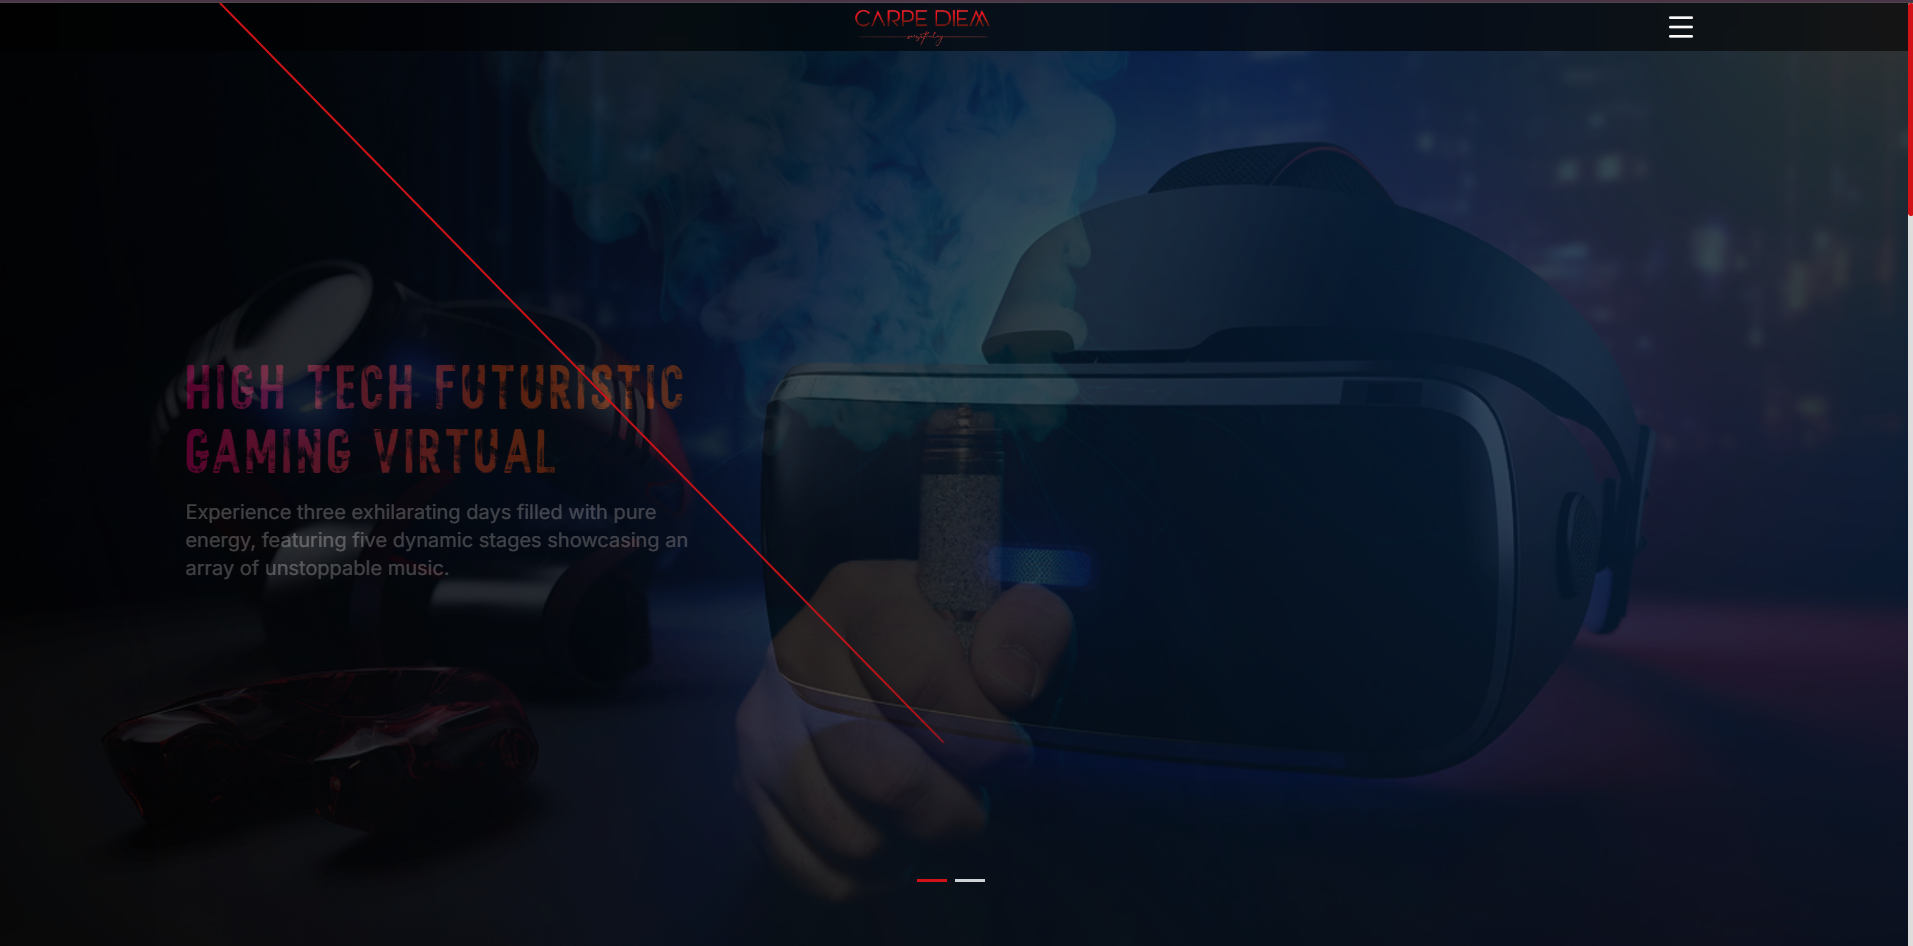 CARPE DIEM
HIGH TECH FUTURISTIC
GAMING VIRTUAL
Experience three exhilarating days filled with pure
energy, featuring five dynamic stages showcasing an
array of unstoppable music.